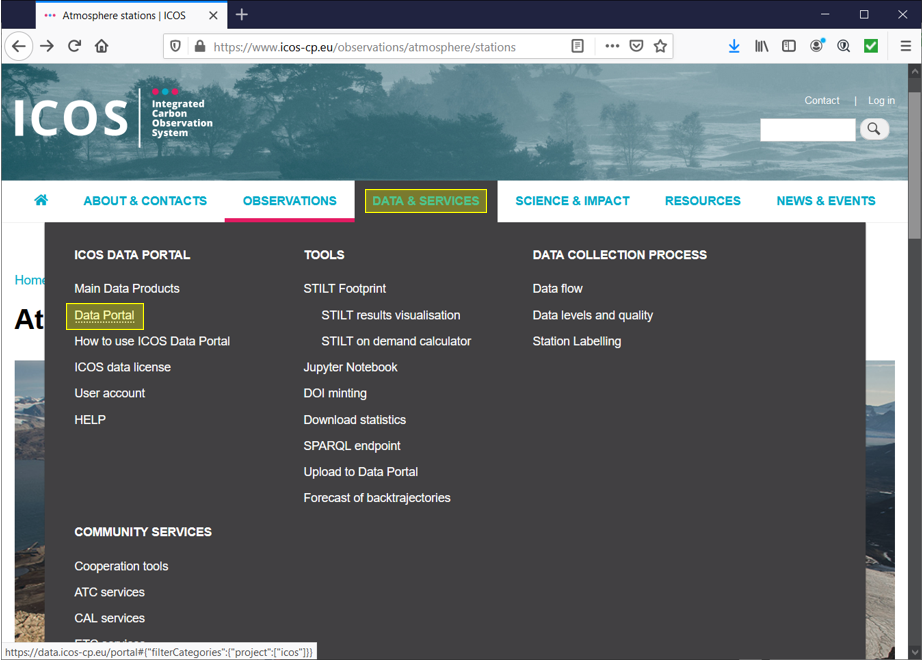 Atmosphere stations | ICOS
https://www.icos-cp.eu/observations/atmosphere/stations
ICOS
Integrated
Carbon
Observation
System
Contact | Log in
ABOUT & CONTACTS
OBSERVATIONS
DATA & SERVICES
SCIENCE & IMPACT
RESOURCES
NEWS & EVENTS
Home
At
ICOS DATA PORTAL
Main Data Products
Data Portal
How to use ICOS Data Portal
ICOS data license
User account
HELP
TOOLS
STILT Footprint
STILT results visualisation
STILT on demand calculator
Jupyter Notebook
DOI minting
Download statistics
SPARQL endpoint
Upload to Data Portal
Forecast of backtrajectories
DATA COLLECTION PROCESS
Data flow
Data levels and quality
Station Labelling
COMMUNITY SERVICES
Cooperation tools
ATC services
CAL services
ETC services
https://data.icos-cp.eu/portal#{"filterCategories":{"project":["icos"]}}